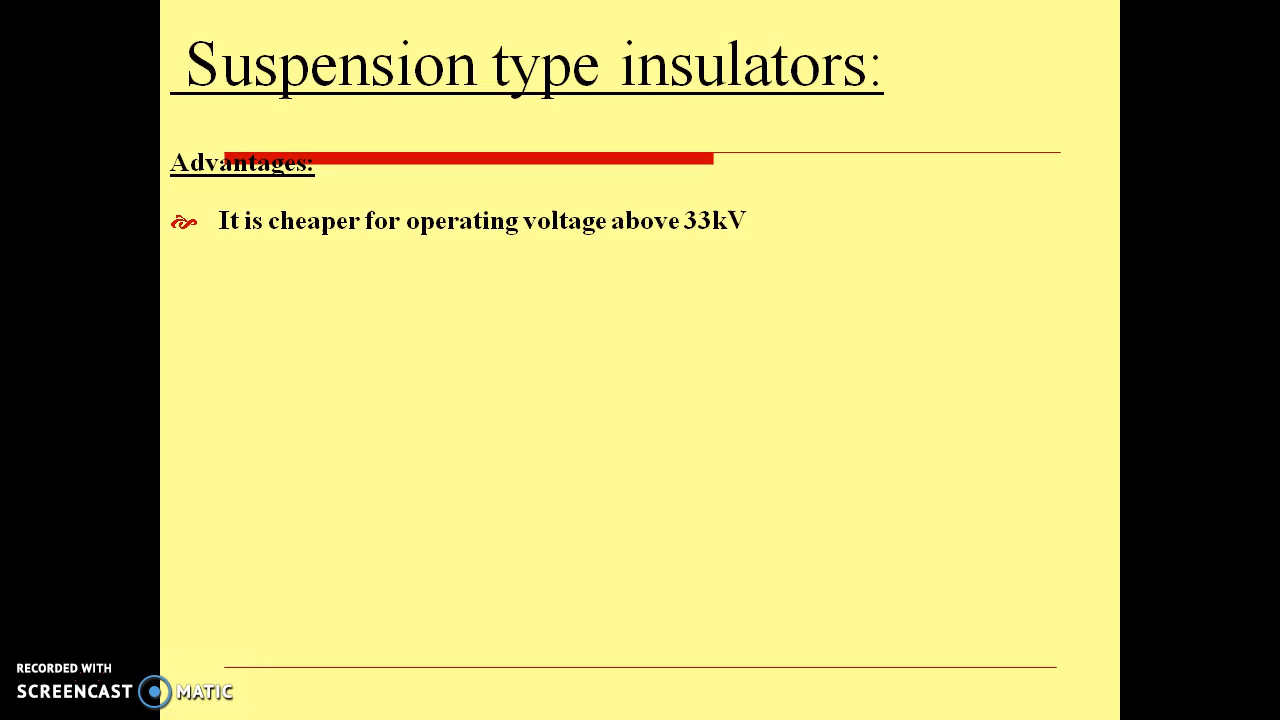 Suspension type insulators:
Advantages:
It is cheaper for operating voltage above 33kV
RECORDED WITH
SCREENCAST MATIC